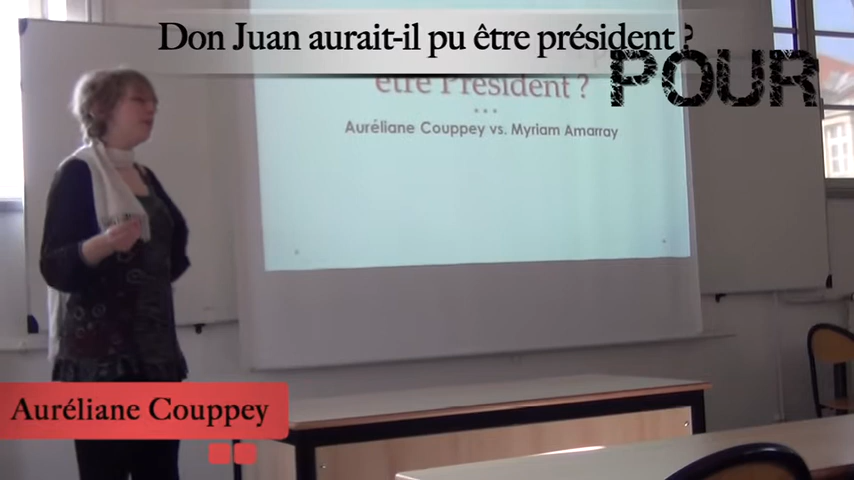 Don Juan aurait-il pu être président ?
POUR
être Président ?
Auréliane Couppey vs. Myriam Amarray
Auréliane Couppey